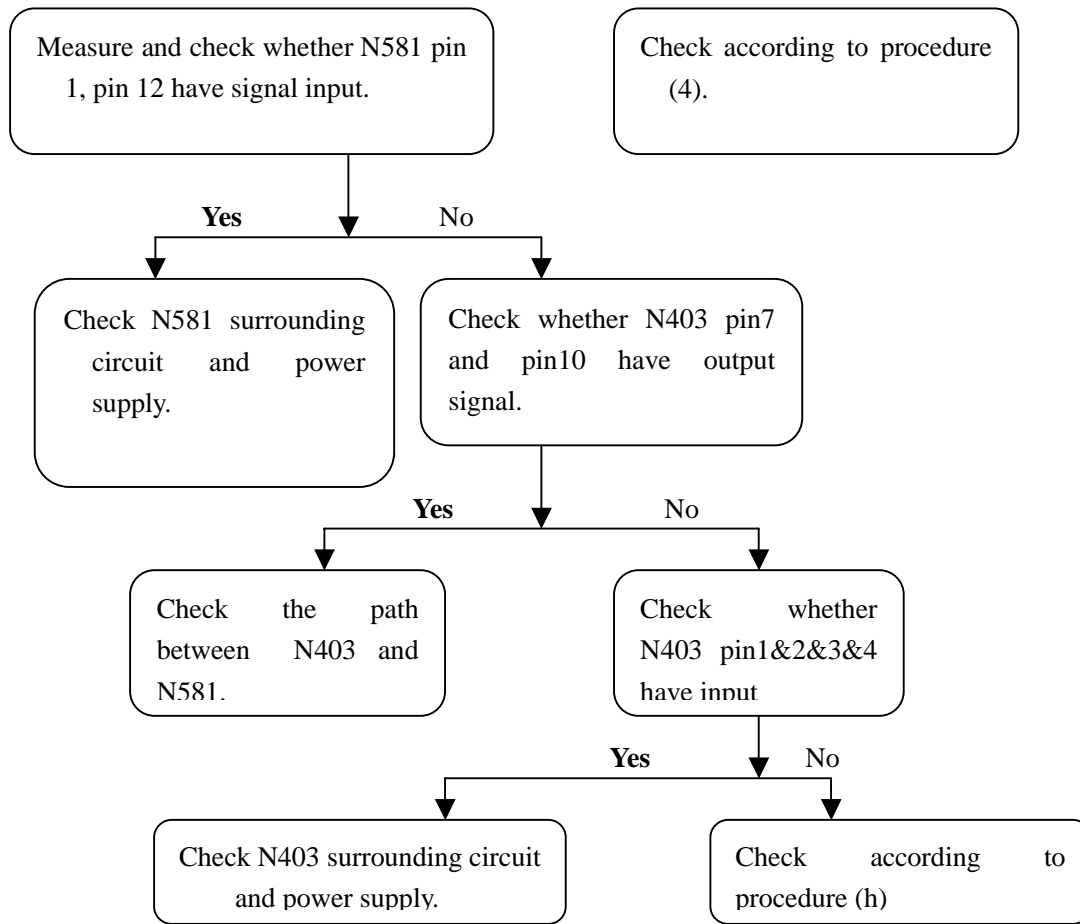 Measure and check whether N581 pin
1, pin 12 have signal input.
Check according to procedure
(4).
Yes
No
Check N581 surrounding
circuit and power
supply.
Check whether N403 pin7
and pin10 have output
signal.
Yes
No
Check the path
between N403 and
N581.
Check whether
N403 pin1&2&3&4
have input
Yes
No
Check N403 surrounding circuit
and power supply.
Check according to
procedure (h)